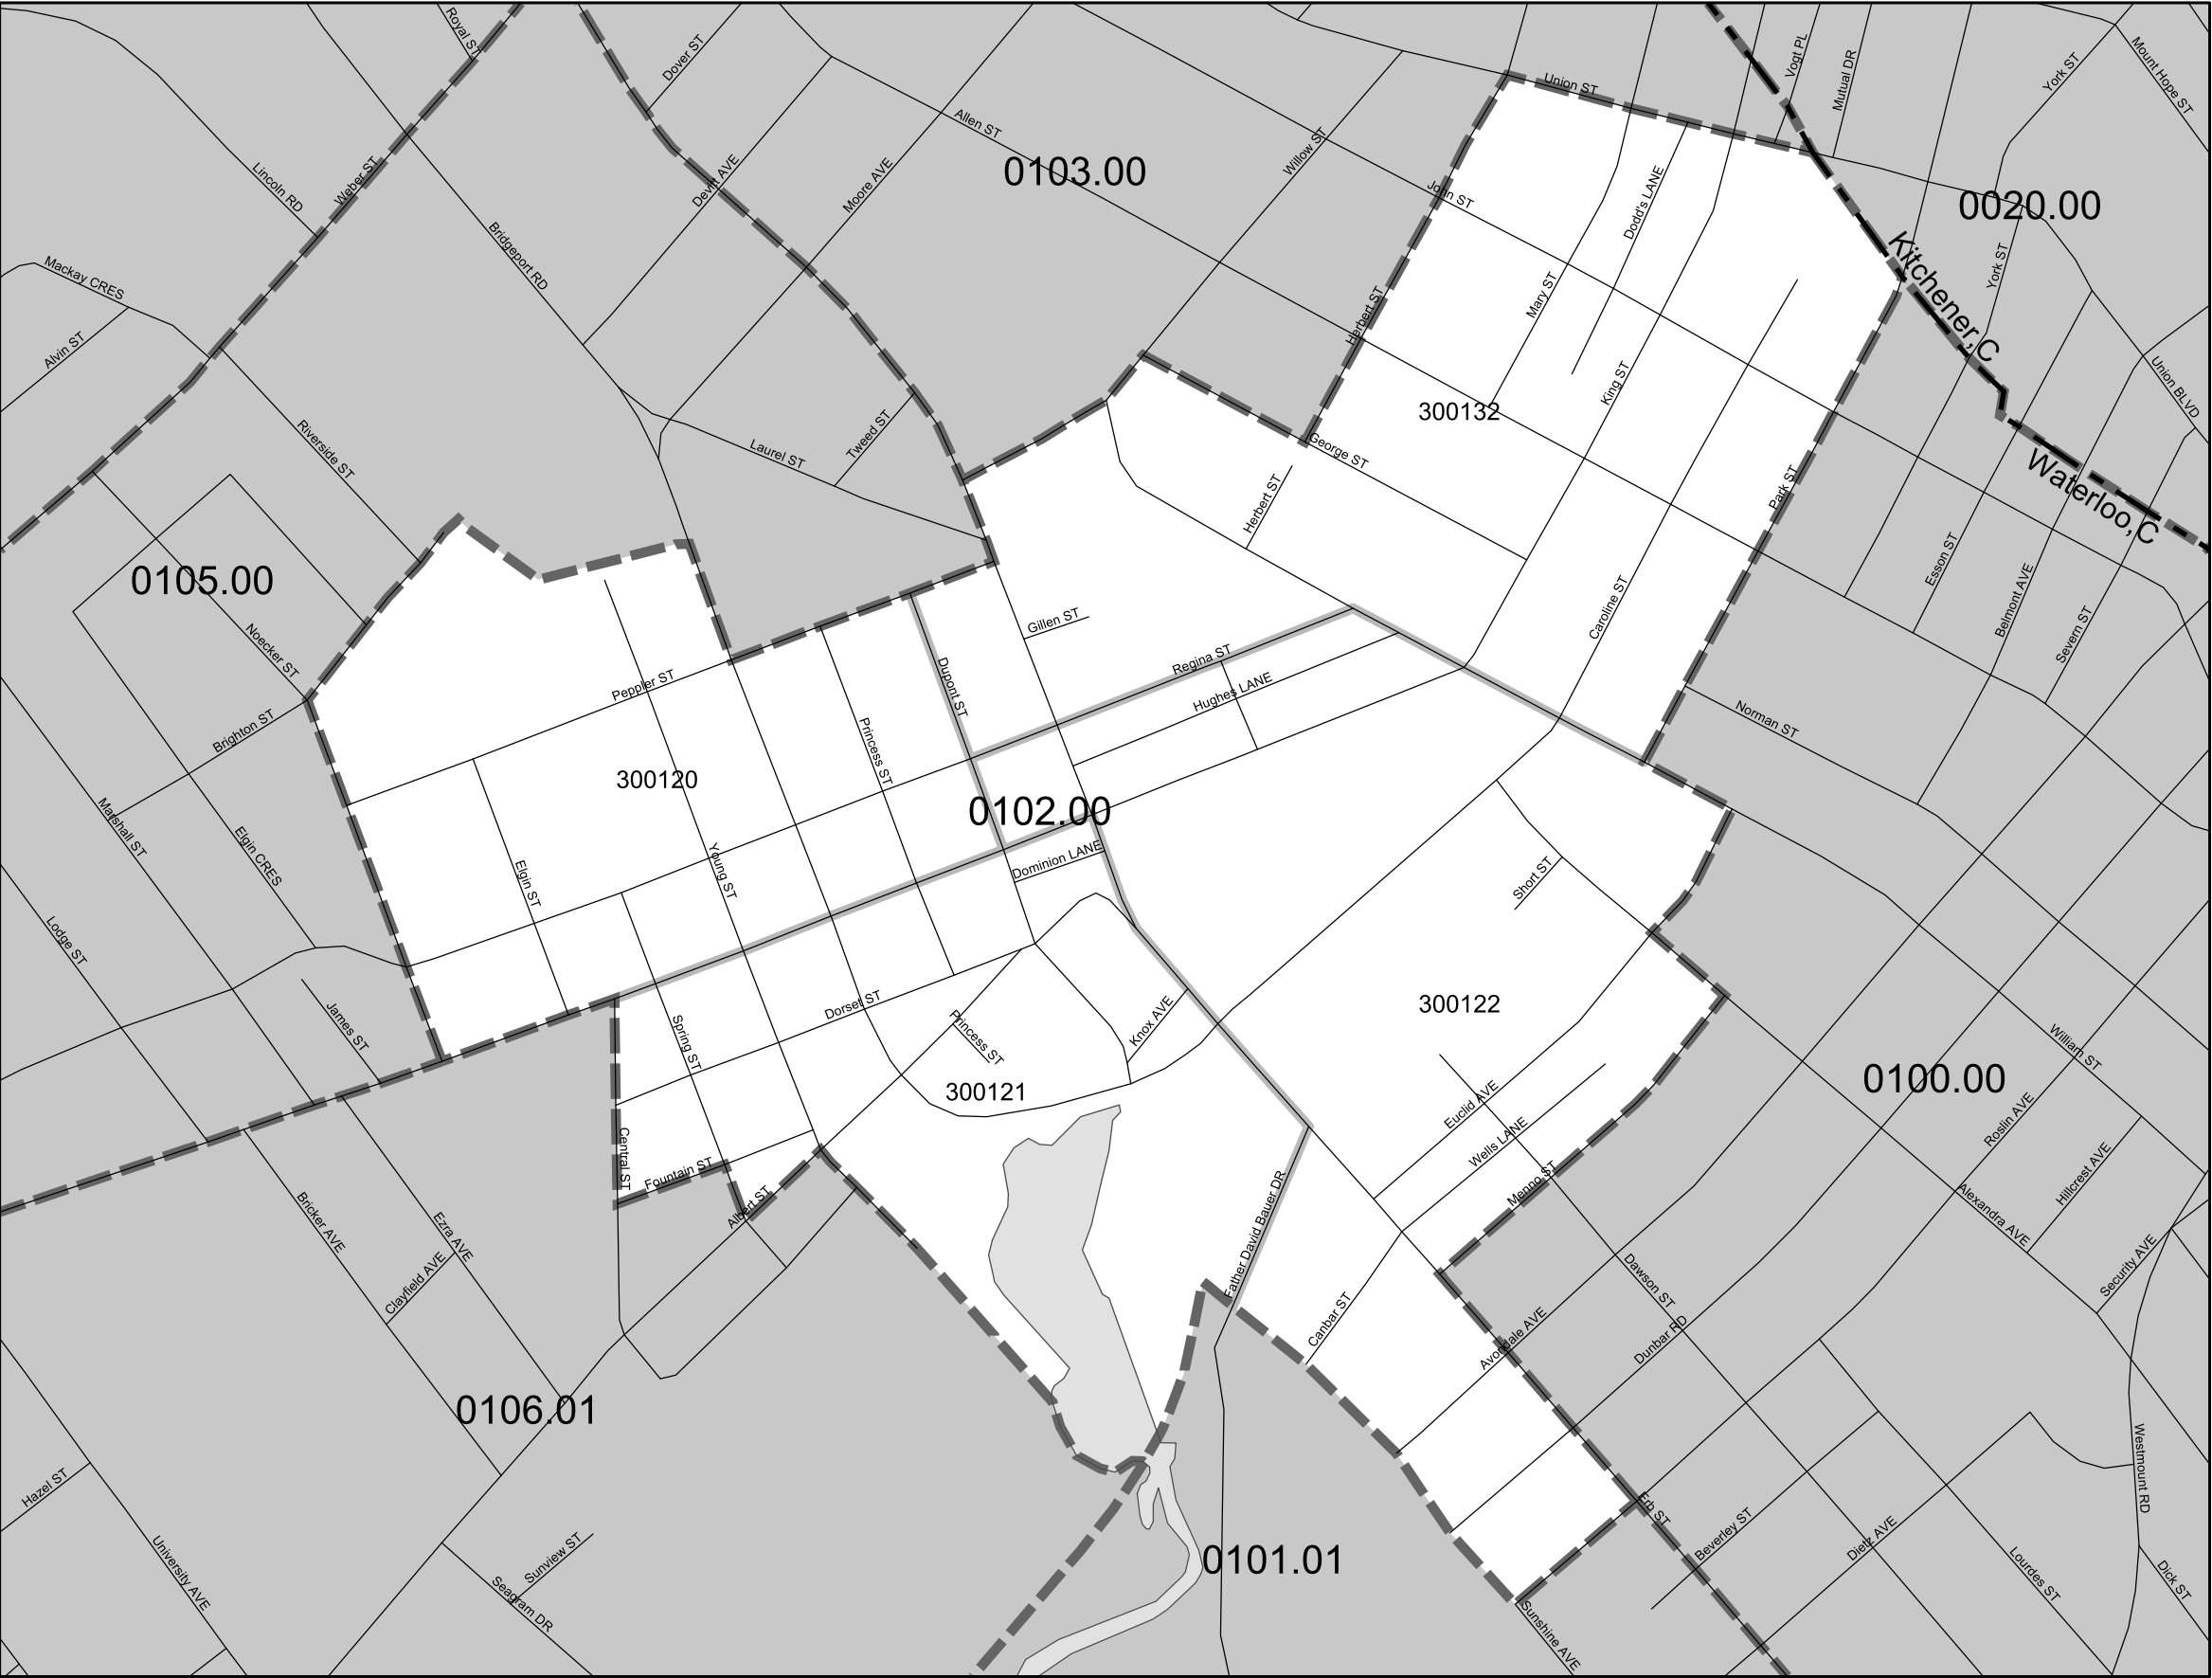 Royal ST
Dover ST
Vogt PL
Mutual DR
York ST
Mount Hope ST
Union ST
Allen ST
Willow ST
Lincoln RD
Weber ST
Devitt AVE
Moore AVE
0103.00
John ST
Dodd's LANE
0020.00
Bridgeport RD
Mackay CRES
Alvin ST
Herbert ST
Mary ST
Kitchener,C
York ST
King ST
Union BLVD
300132
Riverside ST
Laurel ST
Tweed ST
George ST
Herbert ST
Park ST
Waterloo,C
0105.00
Esson ST
Belmont AVE
Severn ST
Caroline ST
Gillen ST
Noecker ST
Peppler ST
Dupont ST
Regina ST
Hughes LANE
Brighton ST
Princess ST
Norman ST
300120
0102.00
Marshall ST
Elgin CRES
Elgin ST
Young ST
Dominion LANE
Short ST
Lodge ST
James ST
Spring ST
Dorset ST
Princess ST
Knox AVE
300122
William ST
300121
0100.00
Euclid AVE
Roslin AVE
Wells LANE
Central ST
Fountain ST
Menno ST
Hillcrest AVE
Albert ST
Alexandra AVE
Bricker AVE
Ezra AVE
Father David Bauer DR
Clayfield AVE
Security AVE
Dawson ST
Canbar ST
Avondale AVE
Dunbar RD
0106.01
Westmount RD
Hazel ST
Erb ST
Beverley ST
Dietz AVE
University AVE
Sunview ST
Seagram DR
0101.01
Lourdes ST
Dick ST
Sunshine AVE